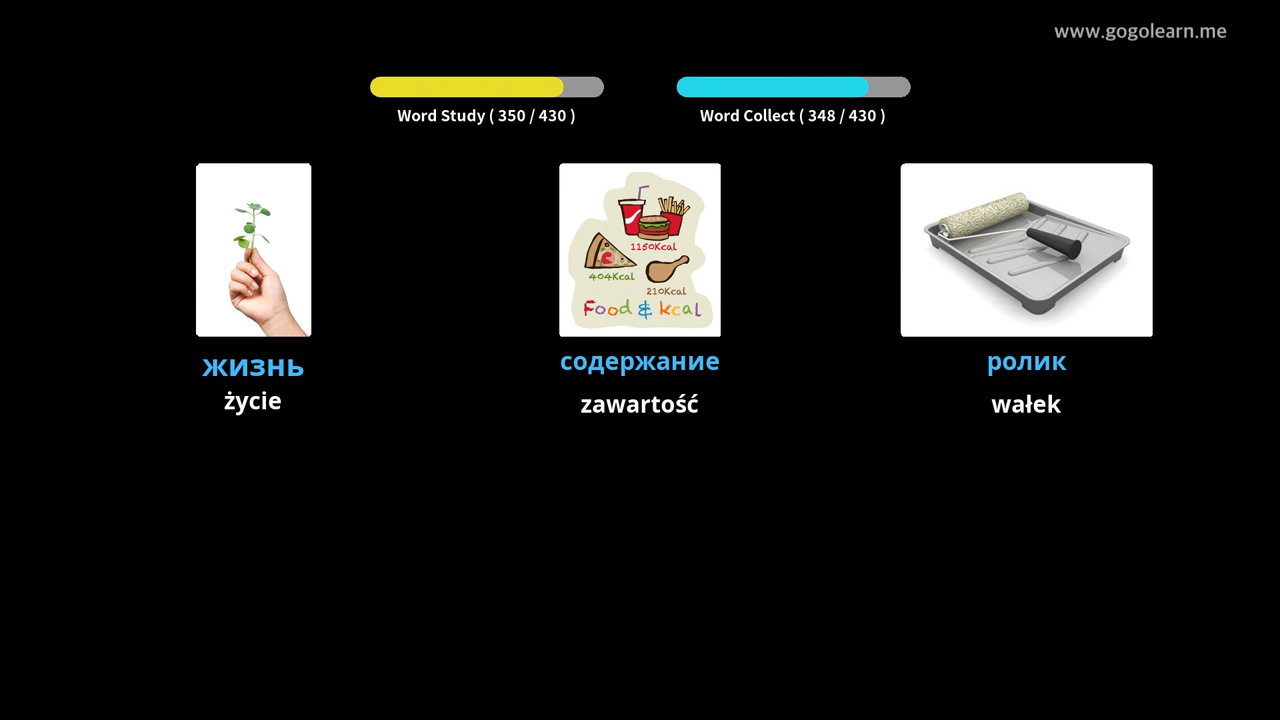 www.gogolearn.me
Word Study ( 350 / 430 )
Word Collect ( 348 / 430 )
1150Kcal
404Kcal
210Kcal
Food & kcal
жизнь
содержание
ролик
życie
zawartość
wałek